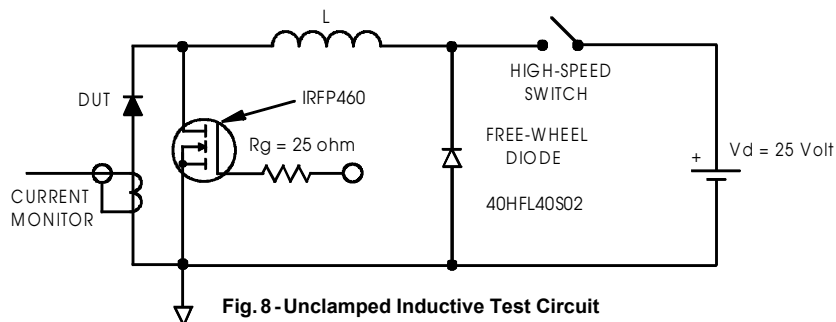 L
HIGH-SPEED
SWITCH
DUT
IRFP460
Rg = 25 ohm
FREE-WHEEL
DIODE
+
Vd = 25 Volt
40HFL40S02
CURRENT
MONITOR
Fig. 8 - Unclamped Inductive Test Circuit